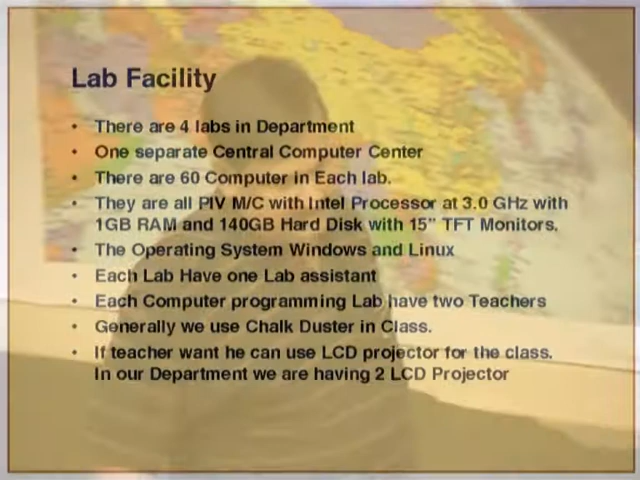 Lab Facility
• There are 4 labs in Department
• One separate Central Computer Center
• There are 60 Computer in Each lab.
• They are all PIV M/C with Intel Processor at 3.0 GHz with
1GB RAM and 140GB Hard Disk with 15” TFT Monitors.
• The Operating System Windows and Linux
• Each Lab Have one Lab assistant
• Each Computer programming Lab have two Teachers
• Generally we use Chalk Duster in Class.
• If teacher want he can use LCD projector for the class.
In our Department we are having 2 LCD Projector